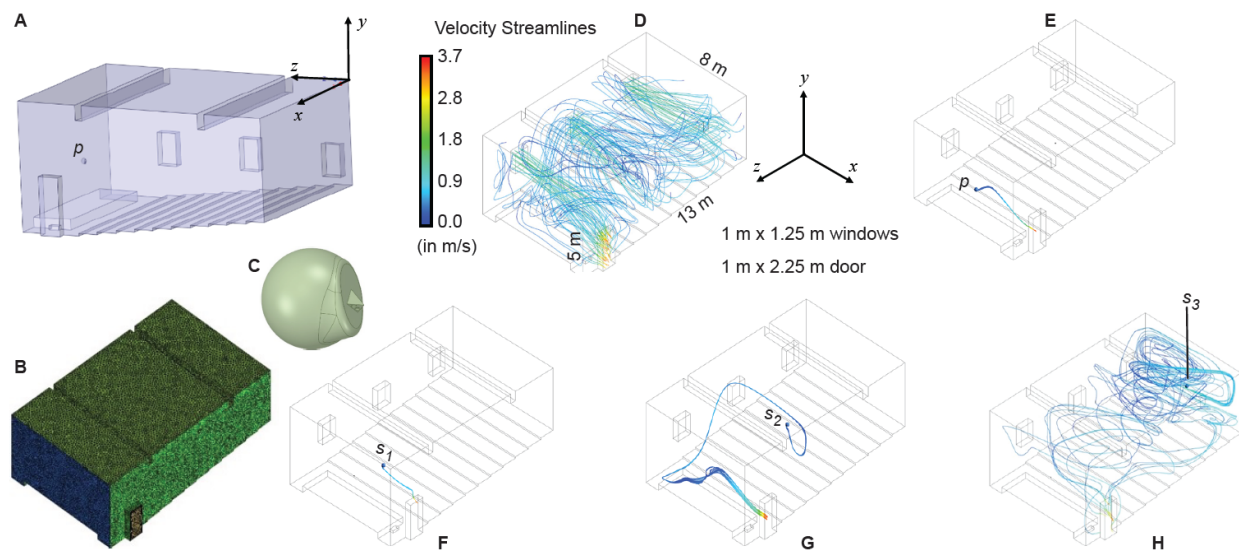 A
y
z
x
p
Velocity Streamlines
3.7
2.8
1.8
0.9
0.0
(in m/s)
D
8 m
13 m
5 m
y
z
x
1 m x 1.25 m windows
1 m x 2.25 m door
E
p
C
B
F
s1
G
s2
H
s3